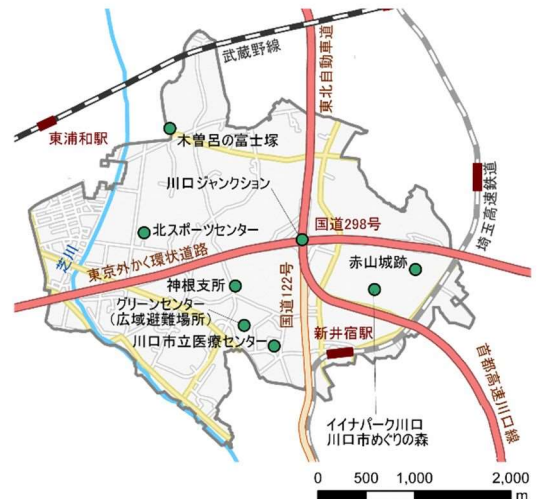 武蔵野線
東北自動車道
東浦和駅
木曽呂の富士塚
川口ジャンクション
埼玉高速鉄道
国道298号
北スポーツセンター
芝川
東京外かく環状道路
赤山城跡
神根支所
国道122号
グリーンセンター
(広域避難場所)
新井宿駅
川口市立医療センター
首都高速川口線
イイナパーク川口
川口市めぐりの森
0 500 1,000 2,000
m